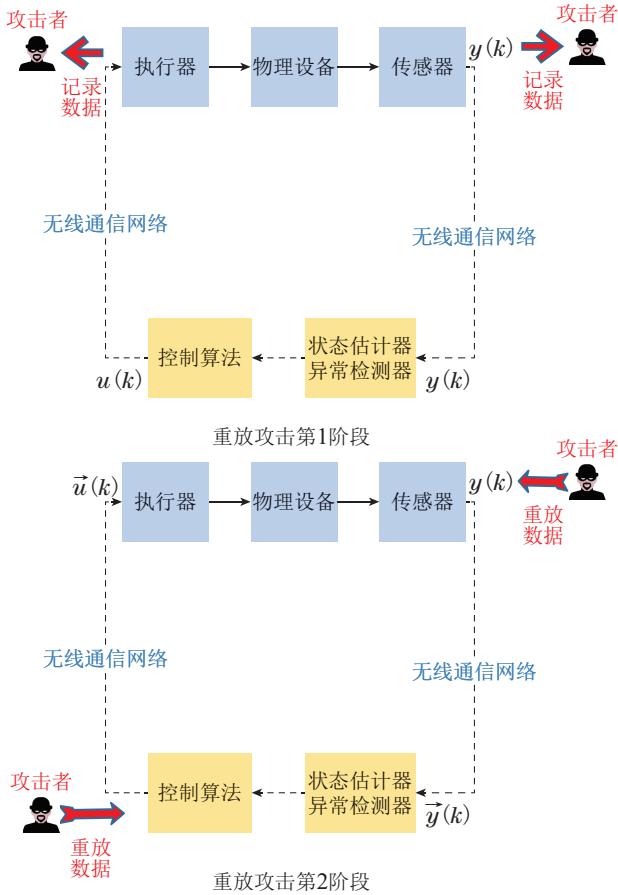 攻击者
攻击者
执行器
物理设备
传感器
y(k)
记录
数据
记录
数据
无线通信网络
无线通信网络
控制算法
状态估计器
异常检测器
u(k)
y(k)
重放攻击第1阶段
攻击者
u⃗(k)
执行器
物理设备
传感器
y(k)
重放
数据
无线通信网络
无线通信网络
攻击者
控制算法
状态估计器
异常检测器
y⃗(k)
重放
数据
重放攻击第2阶段